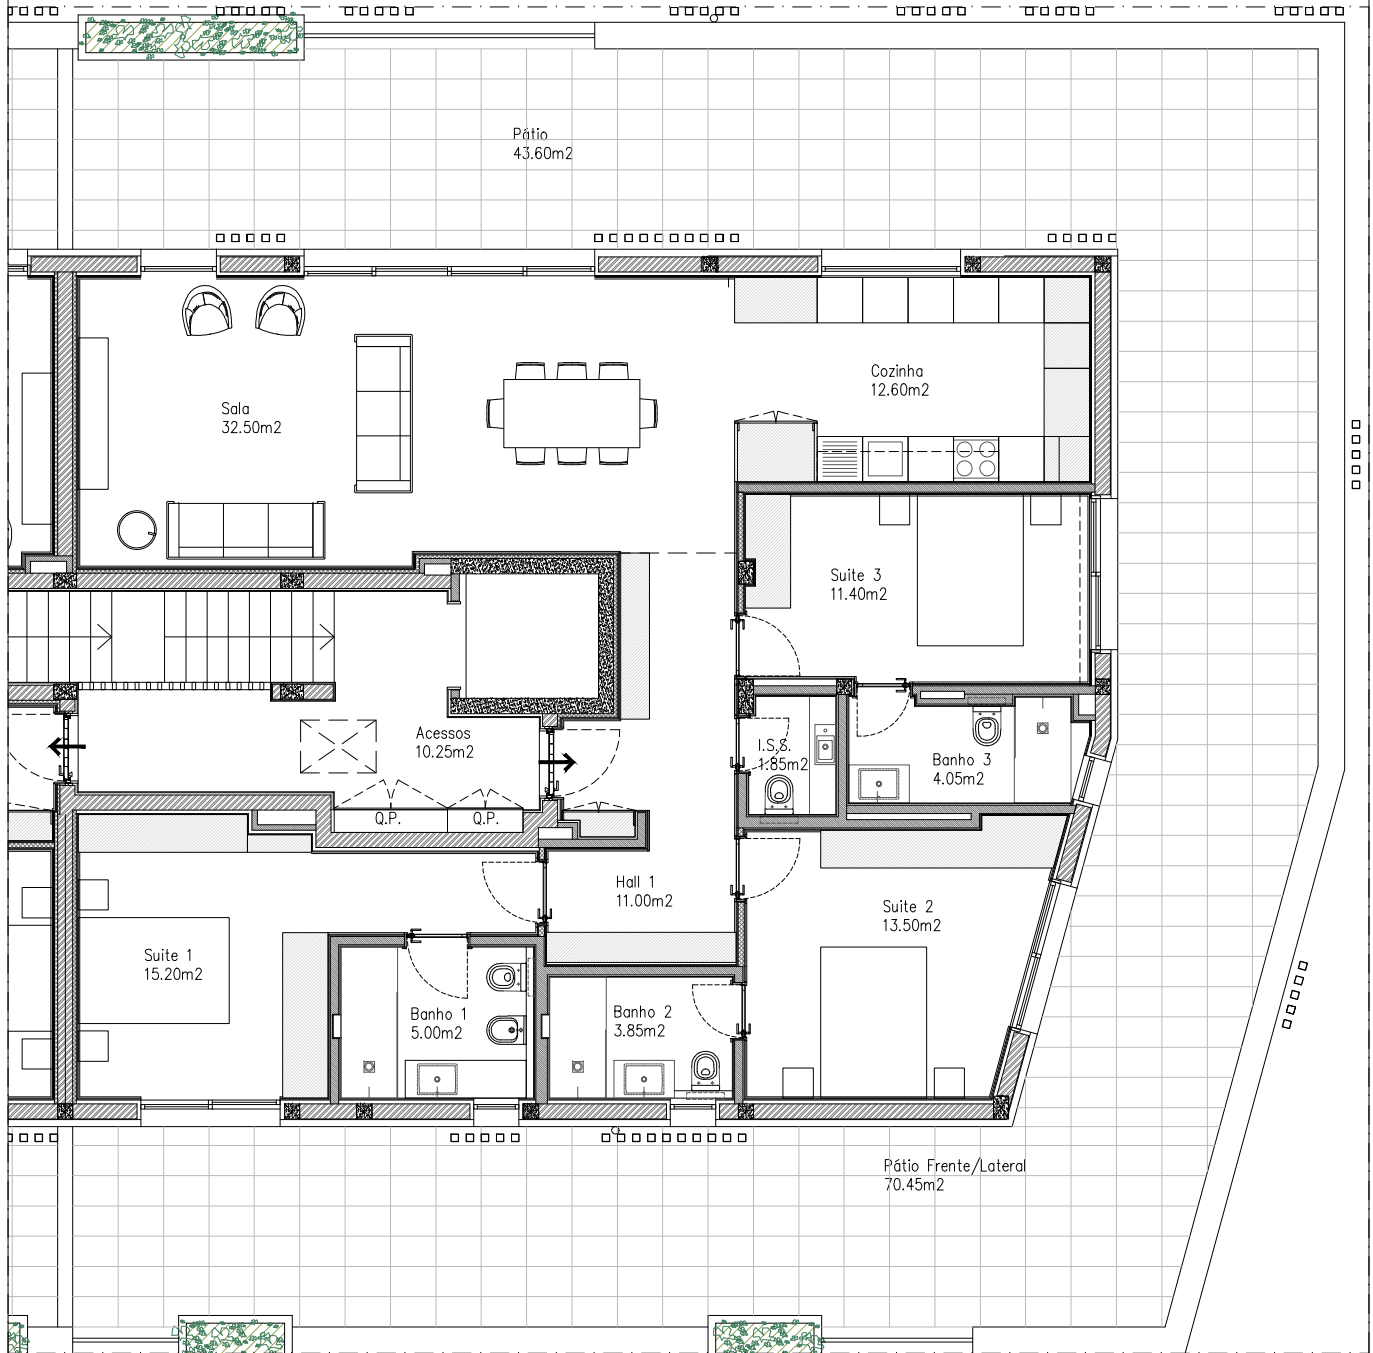 Pátio
43.60m2
Cozinha
12.60m2
Sala
32.50m2
Suite 3
11.40m2
Acessos
10.25m2
I.S.S.
1.85m2
Banho 3
4.05m2
Q.P.
Q.P.
Hall 1
11.00m2
Suite 2
13.50m2
Suite 1
15.20m2
Banho 1
5.00m2
Banho 2
3.85m2
Pátio Frente/Lateral
70.45m2